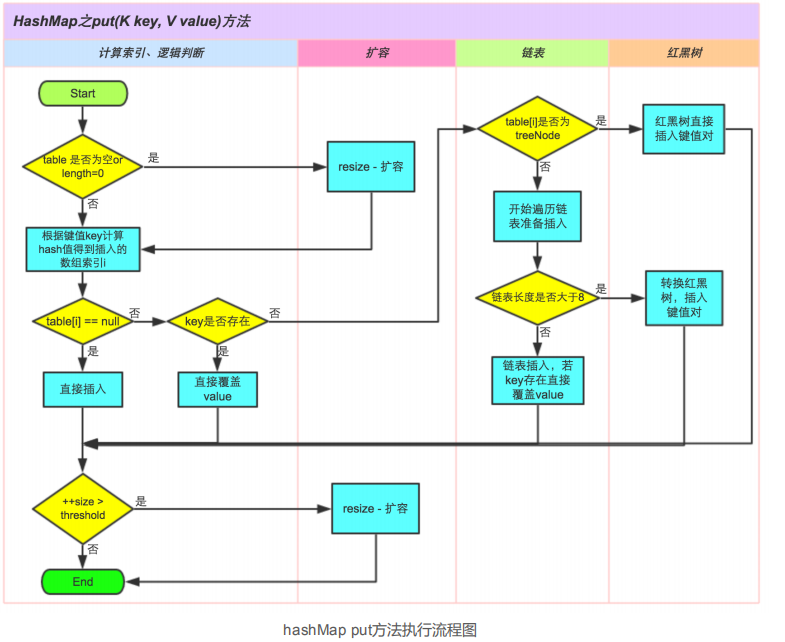 HashMap之put(K key, V value)方法
计算索引、逻辑判断
扩容
链表
红黑树
Start
table 是否为空or
length=0
是
否
resize - 扩容
根据键值key计算
hash值得到插入的
数组索引i
table[i] == null
否
是
key是否存在
否
是
直接插入
直接覆盖
value
table[i]是否为
treeNode
是
否
红黑树直接
插入键值对
开始遍历链
表准备插入
链表长度是否大于8
是
否
转换红黑
树，插入
键值对
链表插入，若
key存在直接
覆盖value
++size >
threshold
是
否
resize - 扩容
End
hashMap put方法执行流程图